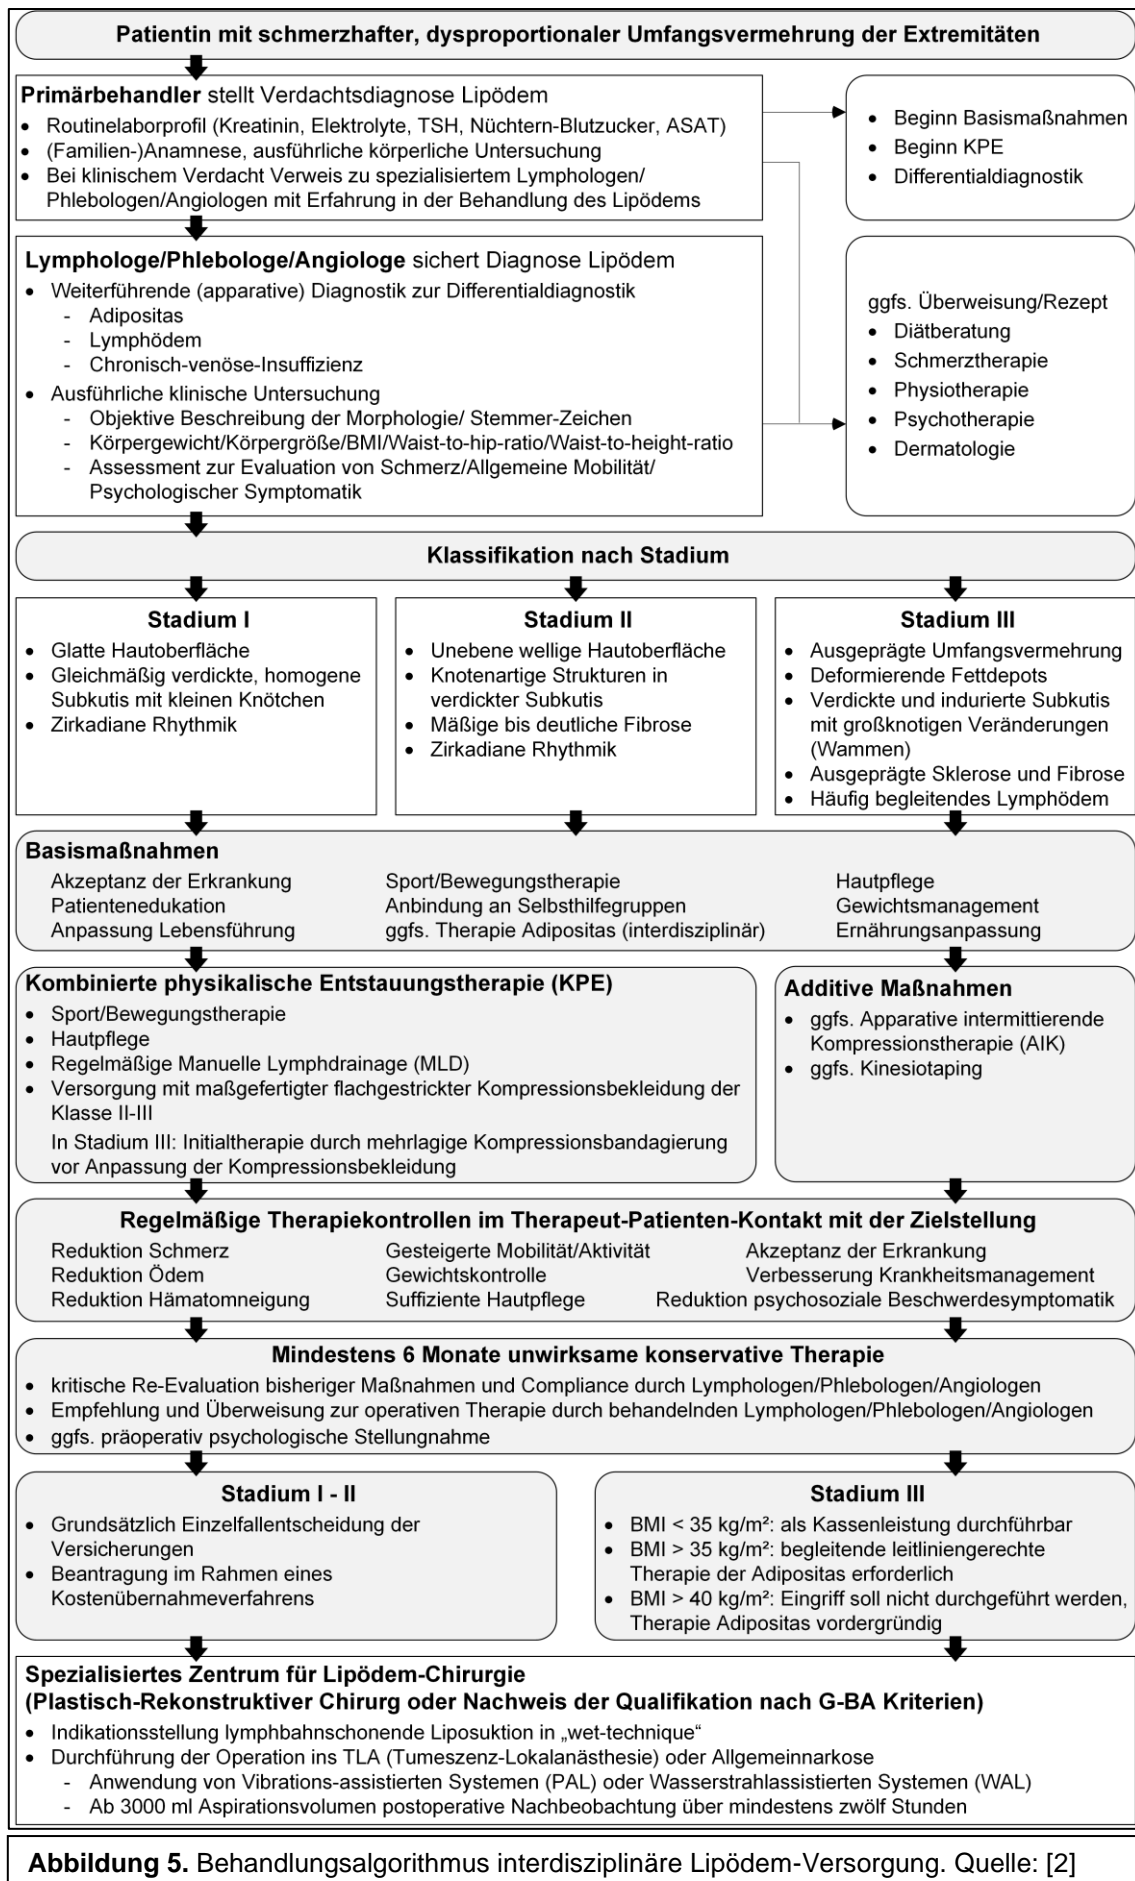 Patientin mit schmerzhafter, dysproportionaler Umfangsvermehrung der Extremitäten
Primärbehandler stellt Verdachtsdiagnose Lipödem
• Routinelaborprofil (Kreatinin, Elektrolyte, TSH, Nüchtern-Blutzucker, ASAT)
• (Familien-)Anamnese, ausführliche körperliche Untersuchung
• Bei klinischem Verdacht Verweis zu spezialisiertem Lymphologen/
Phlebologen/Angiologen mit Erfahrung in der Behandlung des Lipödems
• Beginn Basismaßnahmen
• Beginn KPE
• Differentialdiagnostik
Lymphologe/Phlebologe/Angiologe sichert Diagnose Lipödem
• Weiterführende (apparative) Diagnostik zur Differentialdiagnostik
- Adipositas
- Lymphödem
- Chronisch-venöse-Insuffizienz
• Ausführliche klinische Untersuchung
- Objektive Beschreibung der Morphologie/ Stemmer-Zeichen
- Körpergewicht/Körpergröße/BMI/Waist-to-hip-ratio/Waist-to-height-ratio
- Assessment zur Evaluation von Schmerz/Allgemeine Mobilität/
Psychologischer Symptomatik
ggfs. Überweisung/Rezept
• Diätberatung
• Schmerztherapie
• Physiotherapie
• Psychotherapie
• Dermatologie
Klassifikation nach Stadium
Stadium I
• Glatte Hautoberfläche
• Gleichmäßig verdickte, homogene
Subkutis mit kleinen Knötchen
• Zirkadiane Rhythmik
Stadium II
• Unebene wellige Hautoberfläche
• Knotenartige Strukturen in
verdickter Subkutis
• Mäßige bis deutliche Fibrose
• Zirkadiane Rhythmik
Stadium III
• Ausgeprägte Umfangsvermehrung
• Deformierende Fettdepots
• Verdickte und indurierte Subkutis
mit großknotigen Veränderungen
(Wammen)
• Ausgeprägte Sklerose und Fibrose
• Häufig begleitendes Lymphödem
Basismaßnahmen
Akzeptanz der Erkrankung Sport/Bewegungstherapie Hautpflege
Patientenedukation Anbindung an Selbsthilfegruppen Gewichtsmanagement
Anpassung Lebensführung ggfs. Therapie Adipositas (interdisziplinär) Ernährungsanpassung
Kombinierte physikalische Entstauungstherapie (KPE)
• Sport/Bewegungstherapie
• Hautpflege
• Regelmäßige Manuelle Lymphdrainage (MLD)
• Versorgung mit maßgefertigter flachgestrickter Kompressionsbekleidung der
Klasse II-III
In Stadium III: Initialtherapie durch mehrlagige Kompressionsbandagierung
vor Anpassung der Kompressionsbekleidung
Additive Maßnahmen
• ggfs. Apparative intermittierende
Kompressionstherapie (AIK)
• ggfs. Kinesiotaping
Regelmäßige Therapiekontrollen im Therapeut-Patienten-Kontakt mit der Zielstellung
Reduktion Schmerz Gesteigerte Mobilität/Aktivität Akzeptanz der Erkrankung
Reduktion Ödem Gewichtskontrolle Verbesserung Krankheitsmanagement
Reduktion Hämatomneigung Suffiziente Hautpflege Reduktion psychosoziale Beschwerdesymptomatik
Mindestens 6 Monate unwirksame konservative Therapie
• kritische Re-Evaluation bisheriger Maßnahmen und Compliance durch Lymphologen/Phlebologen/Angiologen
• Empfehlung und Überweisung zur operativen Therapie durch behandelnden Lymphologen/Phlebologen/Angiologen
• ggfs. präoperativ psychologische Stellungnahme
Stadium I - II
• Grundsätzlich Einzelfallentscheidung der
Versicherungen
• Beantragung im Rahmen eines
Kostenübernahmeverfahrens
Stadium III
• BMI < 35 kg/m²: als Kassenleistung durchführbar
• BMI > 35 kg/m²: begleitende leitliniengerechte
Therapie der Adipositas erforderlich
• BMI > 40 kg/m²: Eingriff soll nicht durchgeführt werden,
Therapie Adipositas vordergründig
Spezialisiertes Zentrum für Lipödem-Chirurgie
(Plastisch-Rekonstruktiver Chirurg oder Nachweis der Qualifikation nach G-BA Kriterien)
• Indikationsstellung lymphbahnschonende Liposuktion in „wet-technique“
• Durchführung der Operation ins TLA (Tumeszenz-Lokalanästhesie) oder Allgemeinnarkose
- Anwendung von Vibrations-assistierten Systemen (PAL) oder Wasserstrahlassistierten Systemen (WAL)
- Ab 3000 ml Aspirationsvolumen postoperative Nachbeobachtung über mindestens zwölf Stunden
Abbildung 5. Behandlungsalgorithmus interdisziplinäre Lipödem-Versorgung. Quelle: [2]